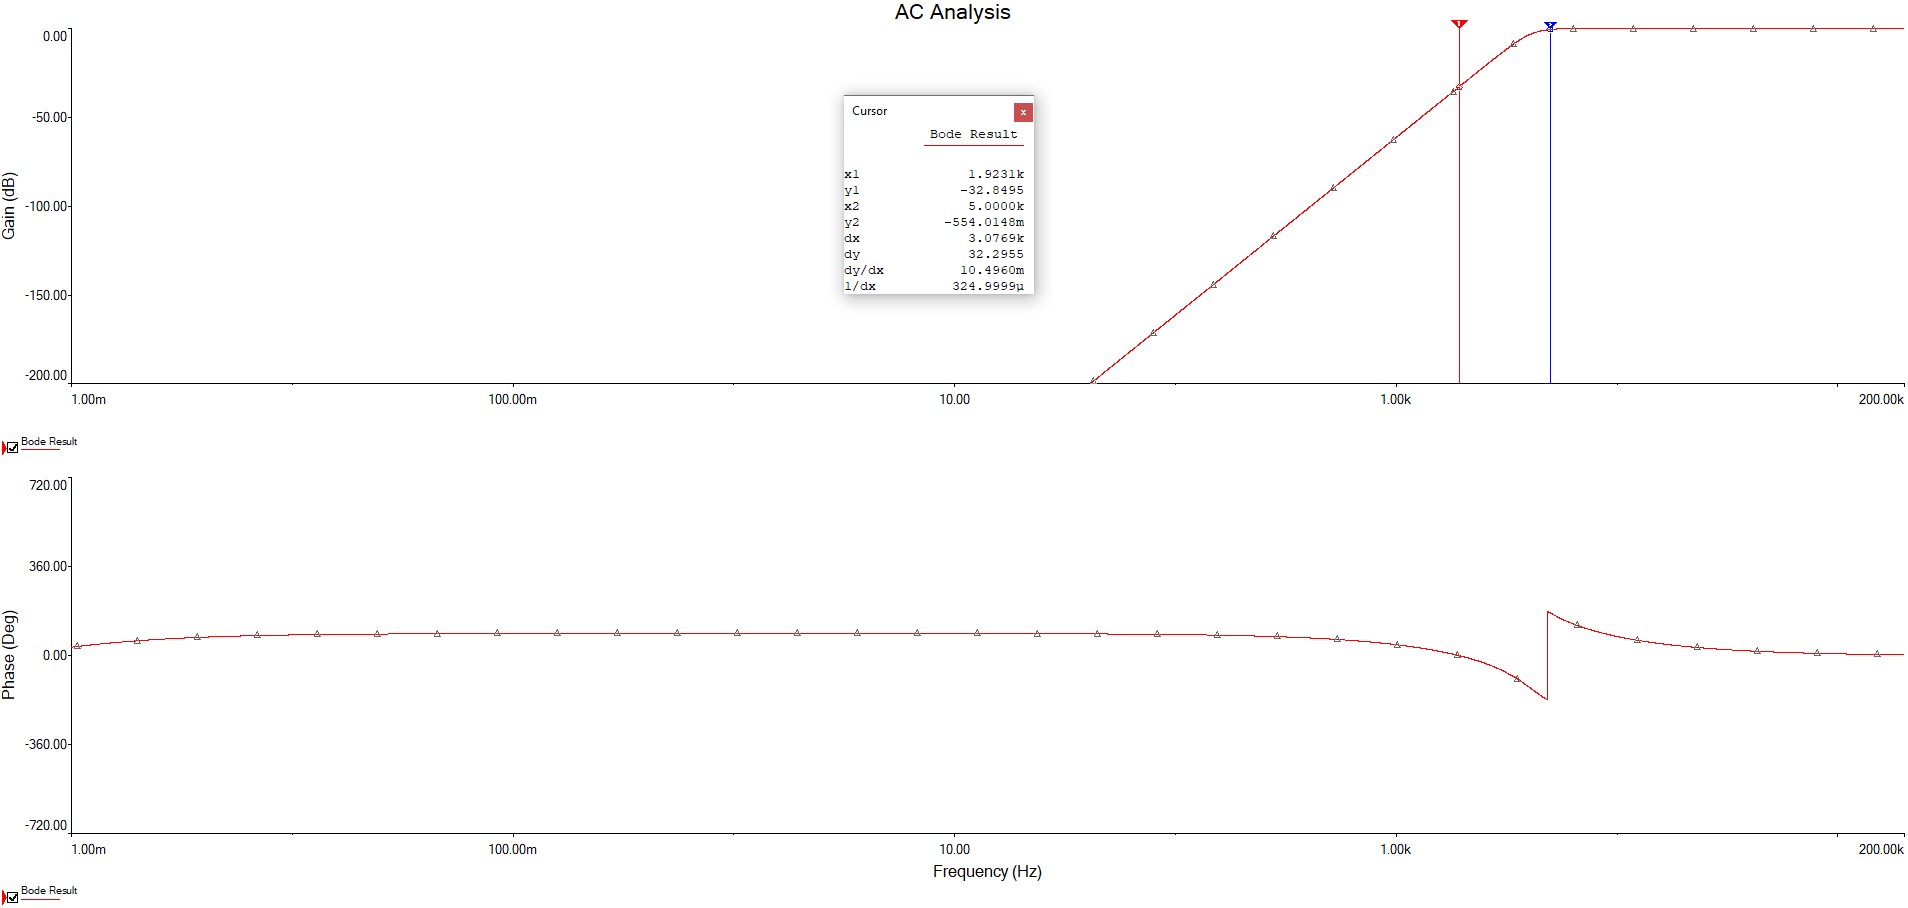 AC Analysis
0.00
-50.00
-100.00
-150.00
-200.00
Gain (dB)
1.00m 100.00m 10.00 1.00k 200.00k
Cursor x
Bode Result
x1 1.9231k
y1 -32.8495
x2 5.0000k
y2 -554.0148m
dx 3.0769k
dy 32.2955
dy/dx 10.4960m
1/dx 324.9999µ
Bode Result
720.00
360.00
0.00
-360.00
-720.00
Phase (Deg)
1.00m 100.00m 10.00 1.00k 200.00k
Frequency (Hz)
Bode Result